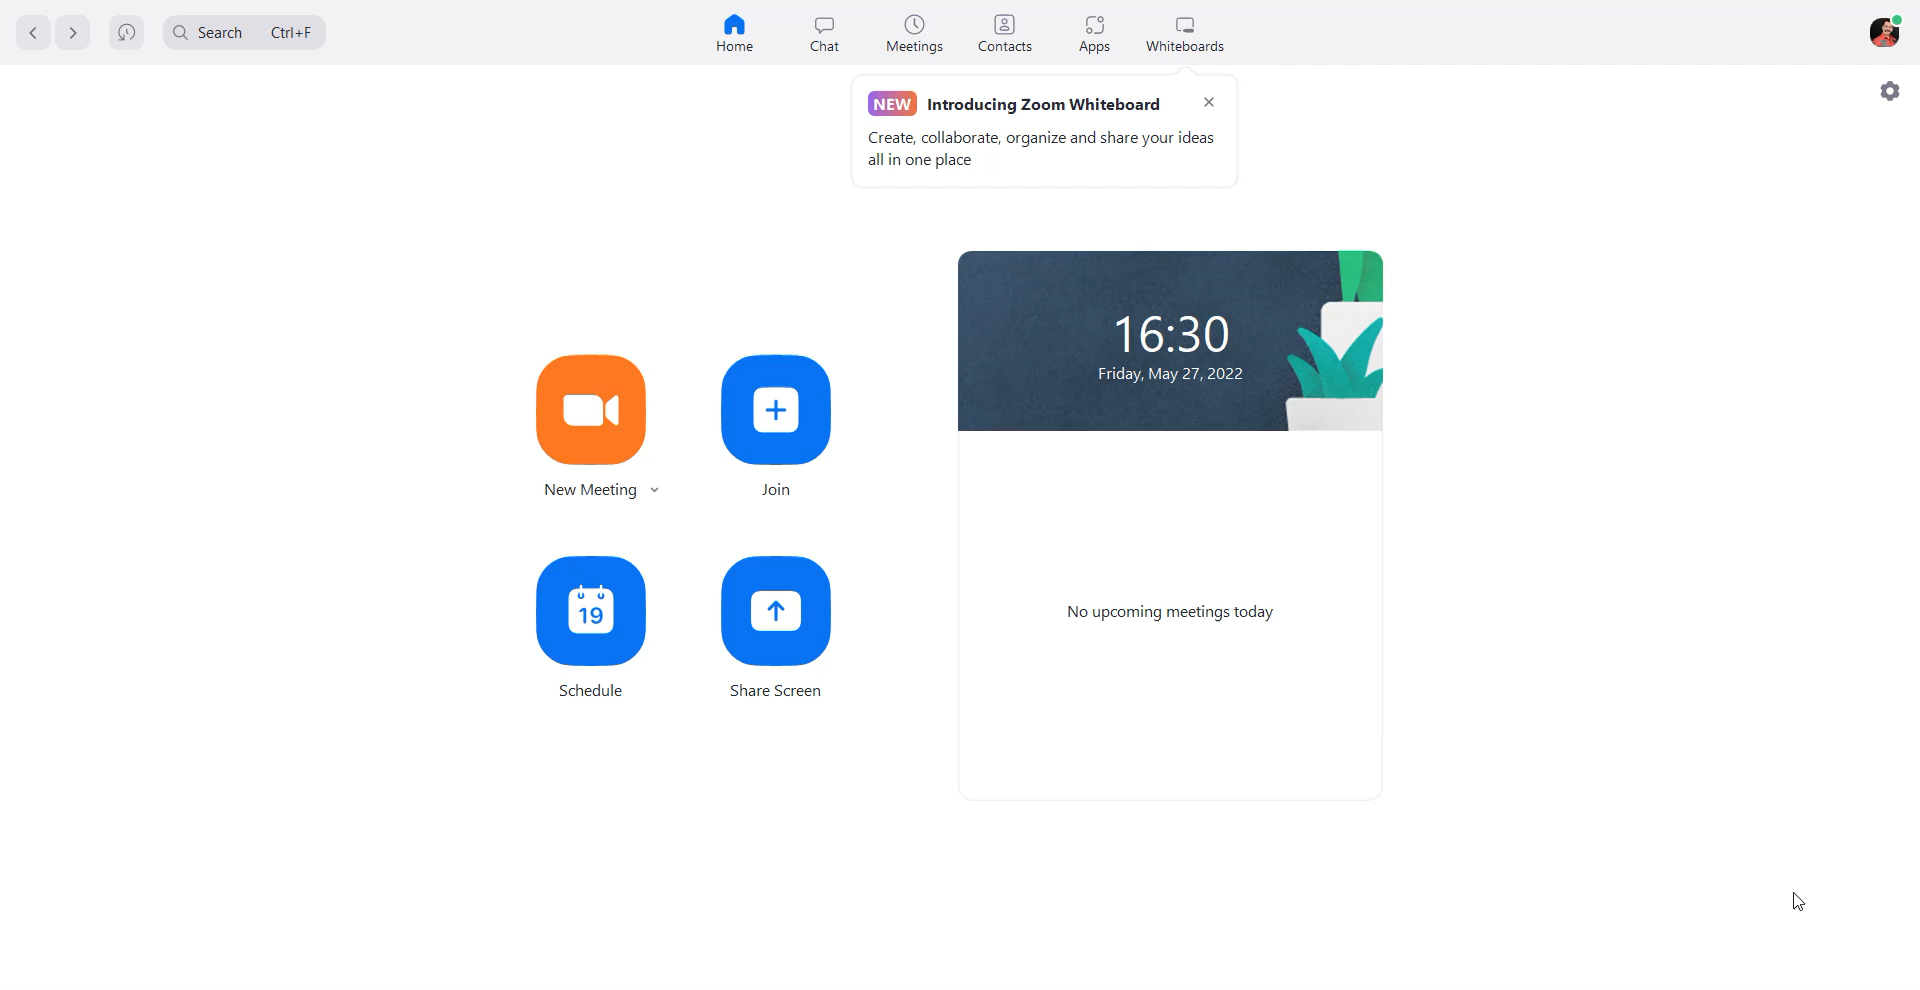 Search Ctrl+F
Home
Chat
Meetings
Contacts
Apps
Whiteboards
NEW Introducing Zoom Whiteboard
Create, collaborate, organize and share your ideas
all in one place
16:30
Friday, May 27, 2022
New Meeting
Join
19
Schedule
Share Screen
No upcoming meetings today